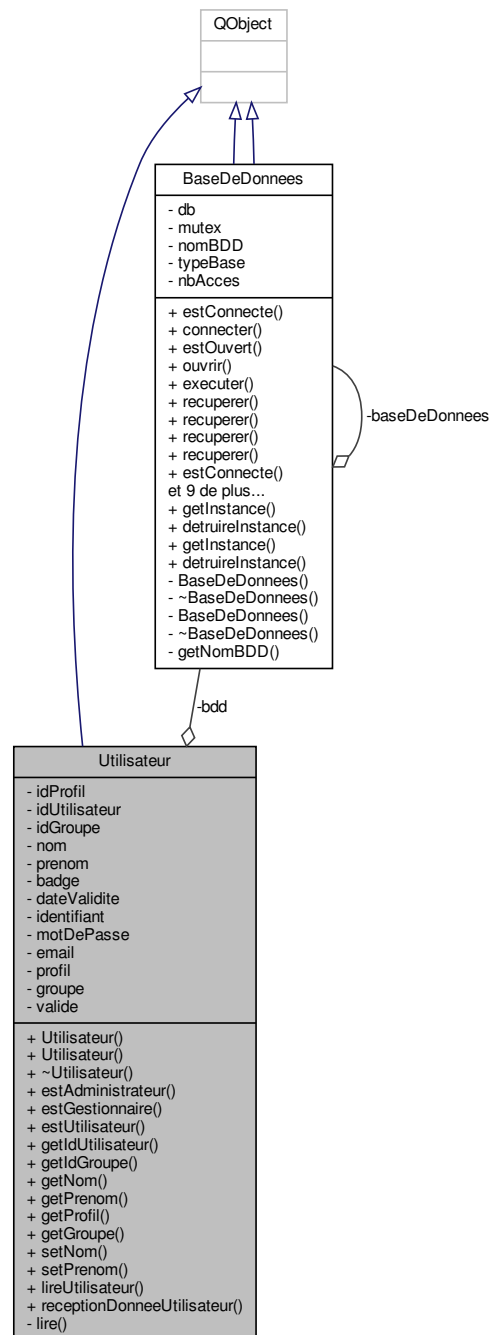 QObject
BaseDeDonnees
- db
- mutex
- nomBDD
- typeBase
- nbAcces
+ estConnecte()
+ connecter()
+ estOuvert()
+ ouvrir()
+ executer()
+ recuperer()
+ recuperer()
+ recuperer()
+ recuperer()
+ estConnecte()
et 9 de plus...
+ getInstance()
+ detruireInstance()
+ getInstance()
+ detruireInstance()
- BaseDeDonnees()
- ~BaseDeDonnees()
- BaseDeDonnees()
- ~BaseDeDonnees()
- getNomBDD()
-baseDeDonnees
-bdd
Utilisateur
- idProfil
- idUtilisateur
- idGroupe
- nom
- prenom
- badge
- dateValidite
- identifiant
- motDePasse
- email
- profil
- groupe
- valide
+ Utilisateur()
+ Utilisateur()
+ ~Utilisateur()
+ estAdministrateur()
+ estGestionnaire()
+ estUtilisateur()
+ getIdUtilisateur()
+ getIdGroupe()
+ getNom()
+ getPrenom()
+ getProfil()
+ getGroupe()
+ setNom()
+ setPrenom()
+ lireUtilisateur()
+ receptionDonneeUtilisateur()
- lire()